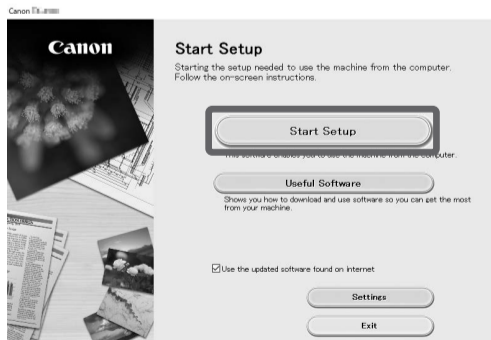 Canon
Canon
Start Setup
Starting the setup needed to use the machine from the computer.
Follow the on-screen instructions.
Start Setup
This software enables you to use the machine from the computer.
Useful Software
Shows you how to download and use software so you can get the most
from your machine.
Use the updated software found on internet
Settings
Exit